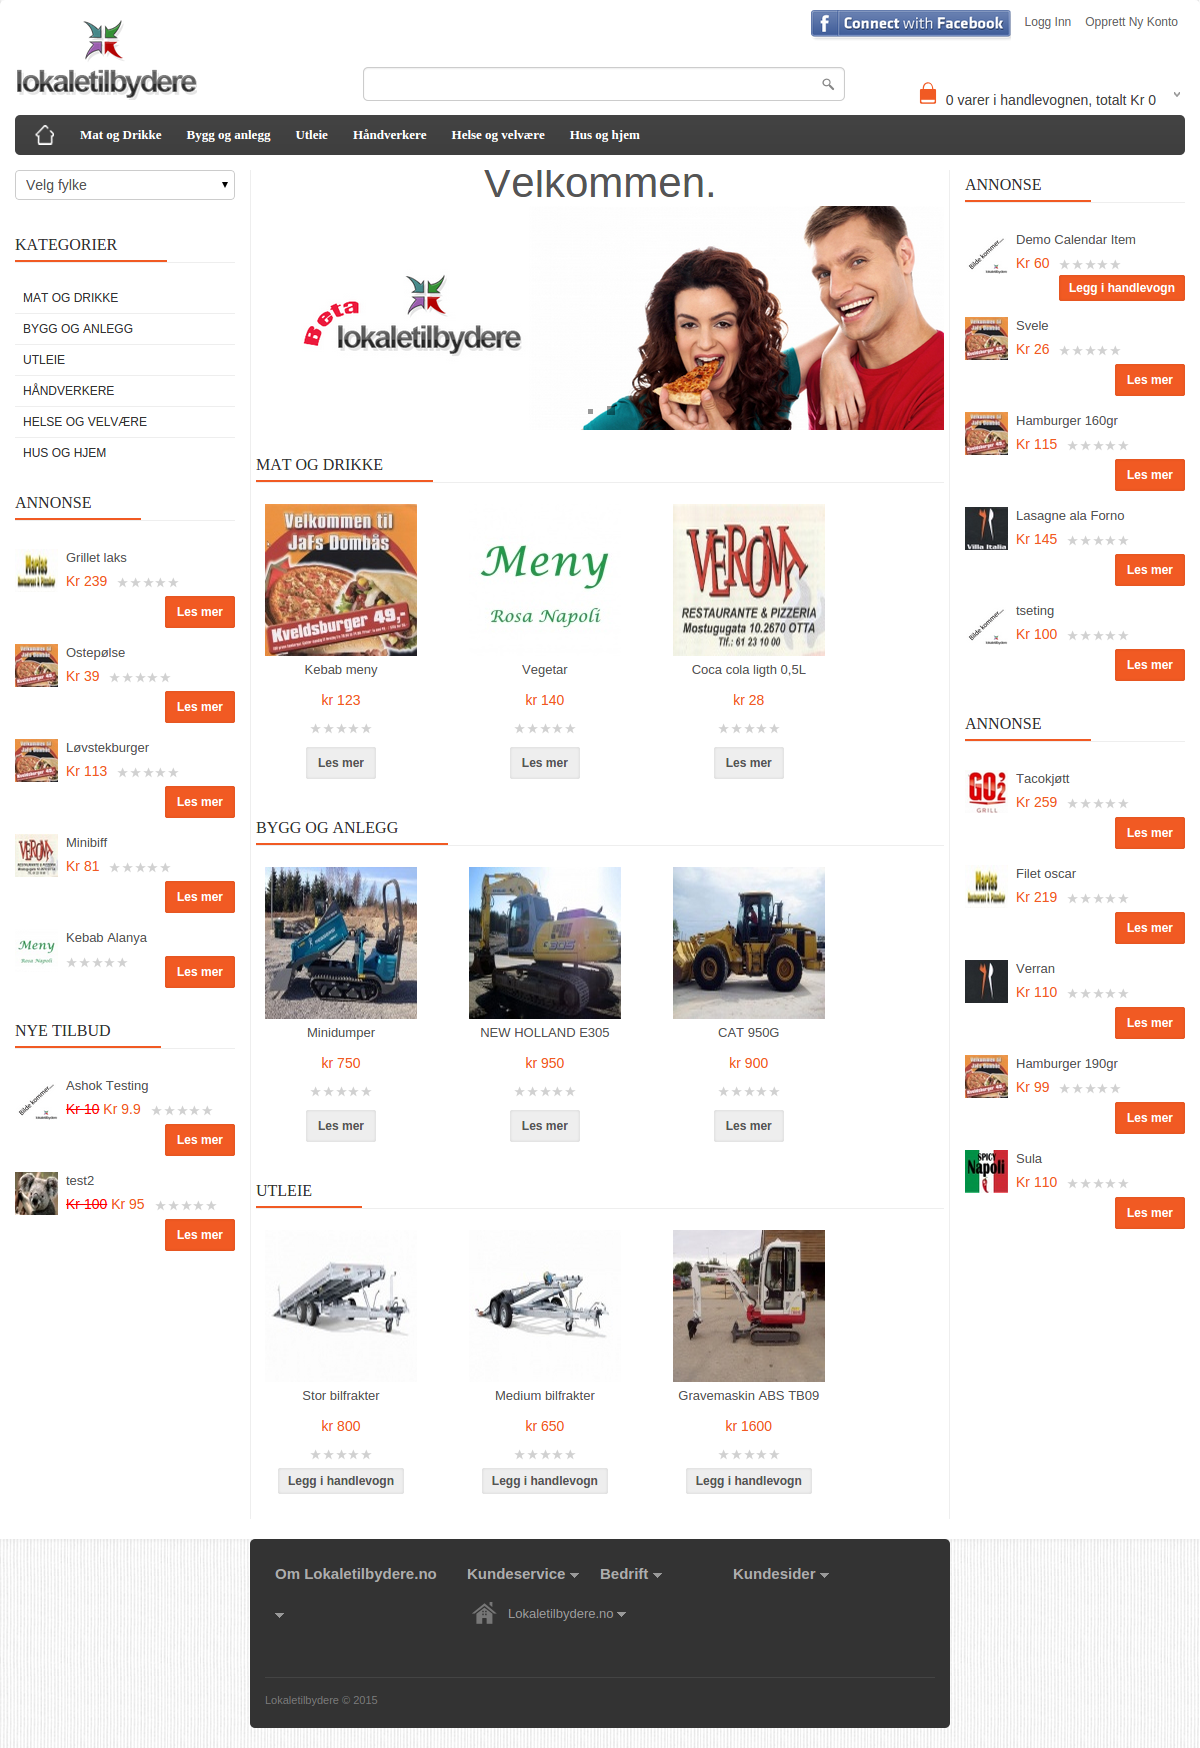 Connect with Facebook
Logg Inn
Opprett Ny Konto
lokaletilbydere
0 varer i handlevognen, totalt Kr 0
Mat og Drikke
Bygg og anlegg
Utleie
Håndverkere
Helse og velvære
Hus og hjem
Velg fylke
KATEGORIER
MAT OG DRIKKE
BYGG OG ANLEGG
UTLEIE
HÅNDVERKERE
HELSE OG VELVÆRE
HUS OG HJEM
ANNONSE
Grillet laks
Kr 239
Les mer
Ostepølse
Kr 39
Les mer
Løvstekburger
Kr 113
Les mer
Minibiff
Kr 81
Les mer
Kebab Alanya
Les mer
NYE TILBUD
Ashok Testing
Kr 10 Kr 9.9
Les mer
test2
Kr 100 Kr 95
Les mer
Velkommen.
Beta
lokaletilbydere
MAT OG DRIKKE
Velkommen til
JaFs Dombås
Kveldsburger 49,-
Kebab meny
kr 123
Les mer
Meny
Rosa Napoli
Vegetar
kr 140
Les mer
VEROMA
RESTAURANTE & PIZZERIA
Mostugugata 10.2670 OTTA
Tlf.: 61 23 10 00
Coca cola ligth 0,5L
kr 28
Les mer
BYGG OG ANLEGG
Minidumper
kr 750
Les mer
NEW HOLLAND E305
kr 950
Les mer
CAT 950G
kr 900
Les mer
UTLEIE
Stor bilfrakter
kr 800
Legg i handlevogn
Medium bilfrakter
kr 650
Legg i handlevogn
Gravemaskin ABS TB09
kr 1600
Legg i handlevogn
ANNONSE
Bilde kommer...
Demo Calendar Item
Kr 60
Legg i handlevogn
Svele
Kr 26
Les mer
Hamburger 160gr
Kr 115
Les mer
Villa Italia
Lasagne ala Forno
Kr 145
Les mer
Bilde kommer...
tseting
Kr 100
Les mer
ANNONSE
GO2
GRILL
Tacokjøtt
Kr 259
Les mer
Filet oscar
Kr 219
Les mer
Verran
Kr 110
Les mer
Hamburger 190gr
Kr 99
Les mer
SPICY
Napoli
Sula
Kr 110
Les mer
Om Lokaletilbydere.no
Kundeservice
Bedrift
Kundesider
Lokaletilbydere.no
Lokaletilbydere © 2015